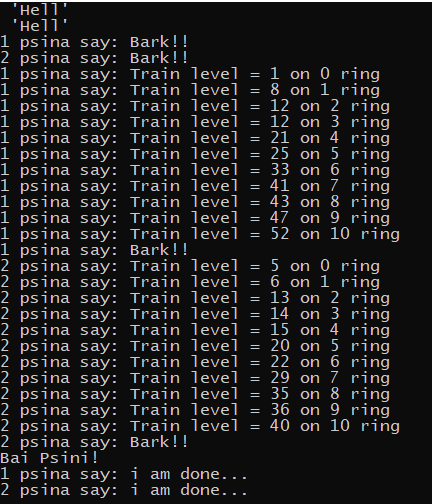 'Hell'
'Hell'
1 psina say: Bark!!
2 psina say: Bark!!
1 psina say: Train level = 1 on 0 ring
1 psina say: Train level = 8 on 1 ring
1 psina say: Train level = 12 on 2 ring
1 psina say: Train level = 12 on 3 ring
1 psina say: Train level = 21 on 4 ring
1 psina say: Train level = 25 on 5 ring
1 psina say: Train level = 33 on 6 ring
1 psina say: Train level = 41 on 7 ring
1 psina say: Train level = 43 on 8 ring
1 psina say: Train level = 47 on 9 ring
1 psina say: Train level = 52 on 10 ring
1 psina say: Bark!!
2 psina say: Train level = 5 on 0 ring
2 psina say: Train level = 6 on 1 ring
2 psina say: Train level = 13 on 2 ring
2 psina say: Train level = 14 on 3 ring
2 psina say: Train level = 15 on 4 ring
2 psina say: Train level = 20 on 5 ring
2 psina say: Train level = 22 on 6 ring
2 psina say: Train level = 29 on 7 ring
2 psina say: Train level = 35 on 8 ring
2 psina say: Train level = 36 on 9 ring
2 psina say: Train level = 40 on 10 ring
2 psina say: Bark!!
Bai Psini!
1 psina say: i am done...
2 psina say: i am done...